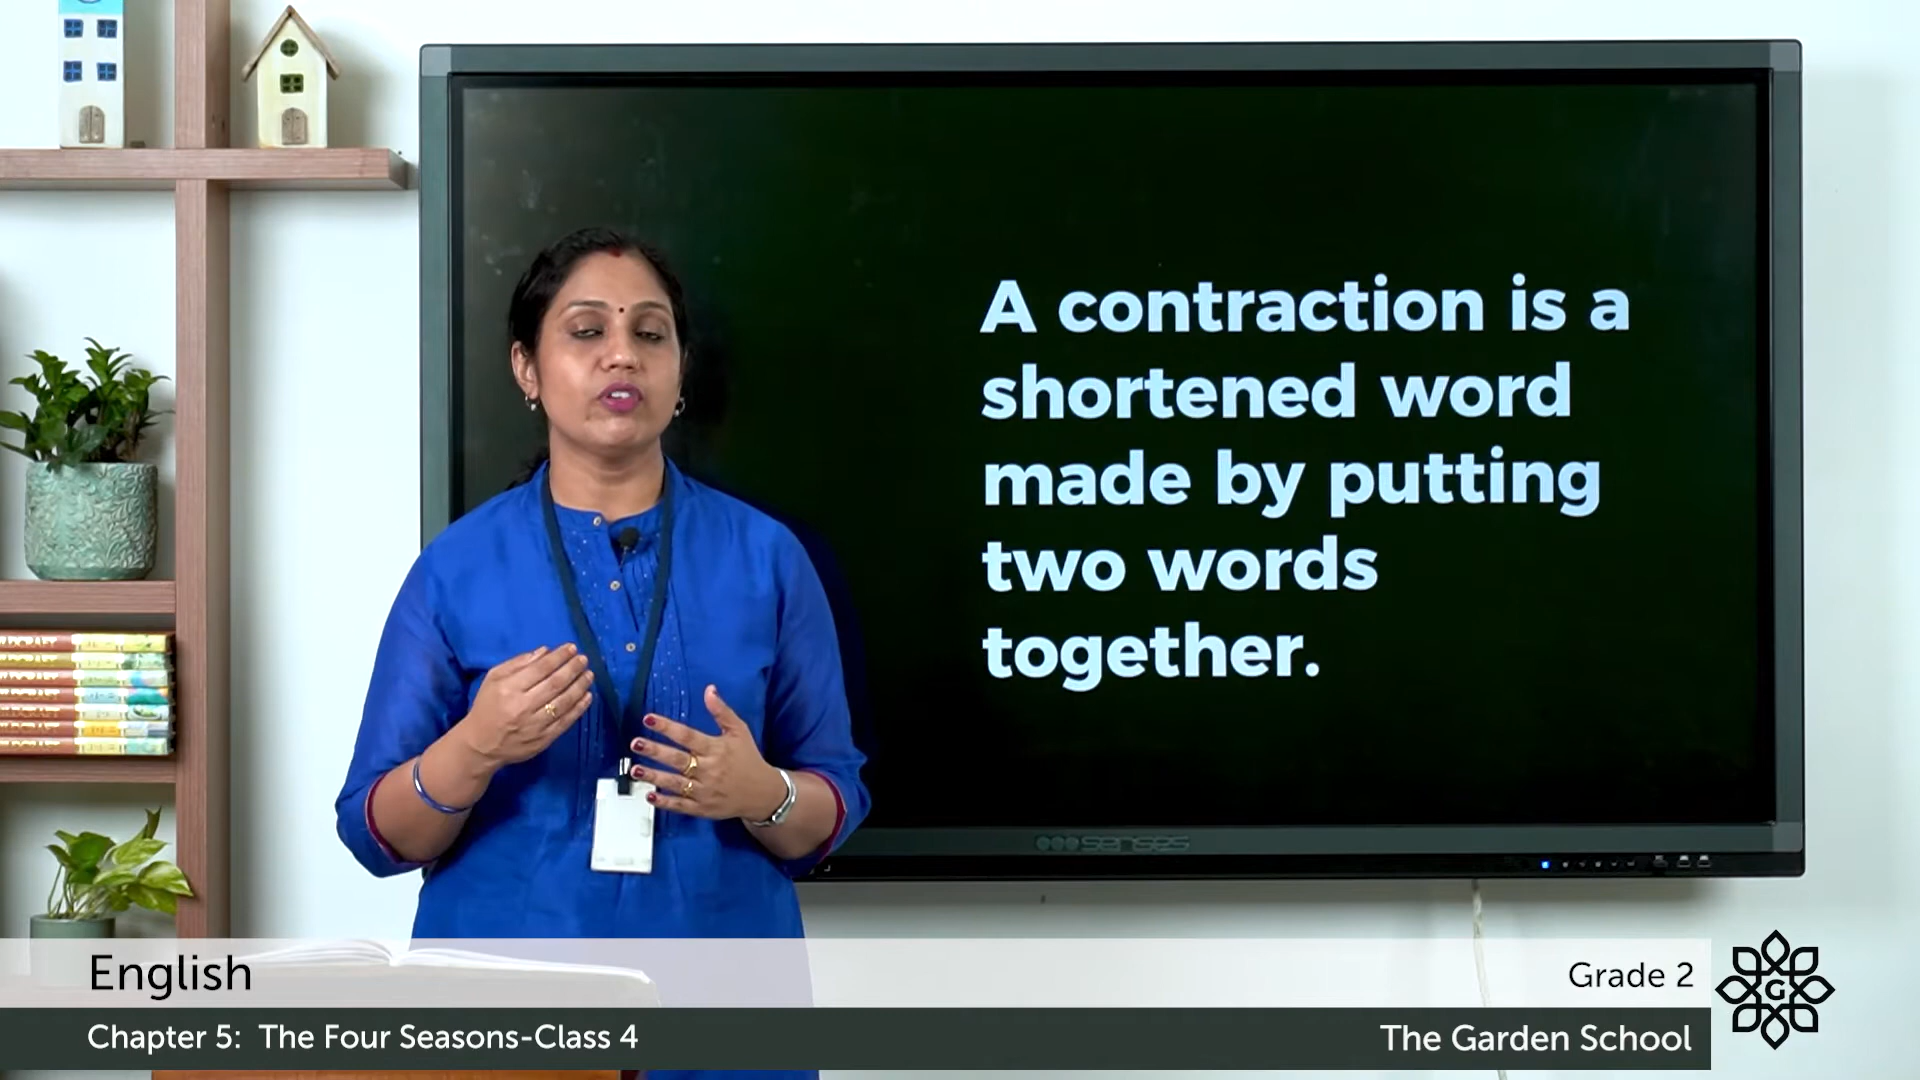 A contraction is a
shortened word
made by putting
two words
together.
senses
English
Grade 2
Chapter 5: The Four Seasons-Class 4
The Garden School
G